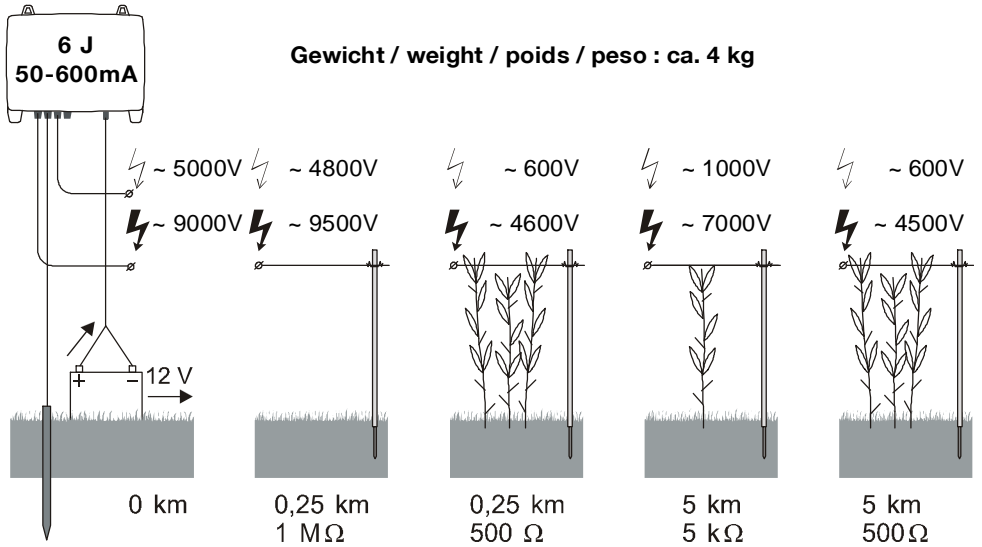 6 J
50-600mA
Gewicht / weight / poids / peso : ca. 4 kg
~ 5000V
~ 4800V
~ 600V
~ 1000V
~ 600V
~ 9000V
~ 9500V
~ 4600V
~ 7000V
~ 4500V
12 V
+
−
0 km
0,25 km
1 MΩ
0,25 km
500 Ω
5 km
5 kΩ
5 km
500Ω